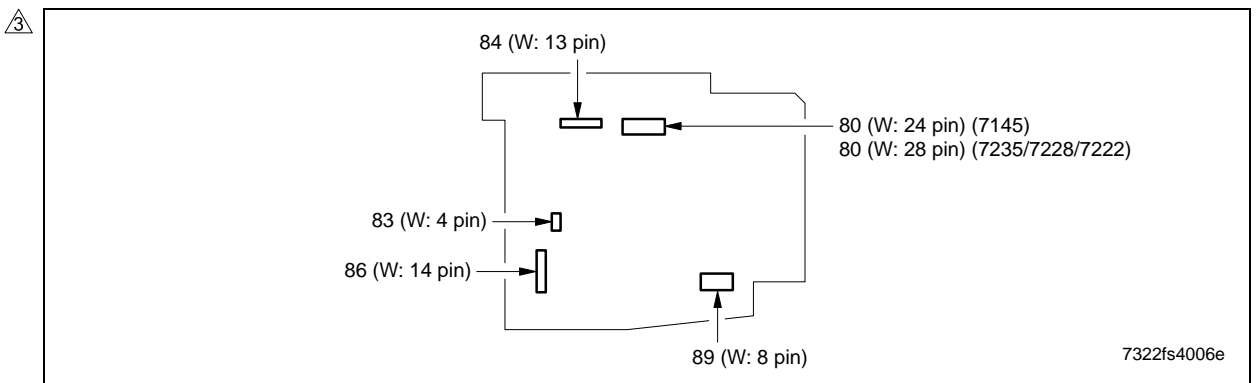 3
84 (W: 13 pin)
80 (W: 24 pin) (7145)
80 (W: 28 pin) (7235/7228/7222)
83 (W: 4 pin)
86 (W: 14 pin)
89 (W: 8 pin)
7322fs4006e